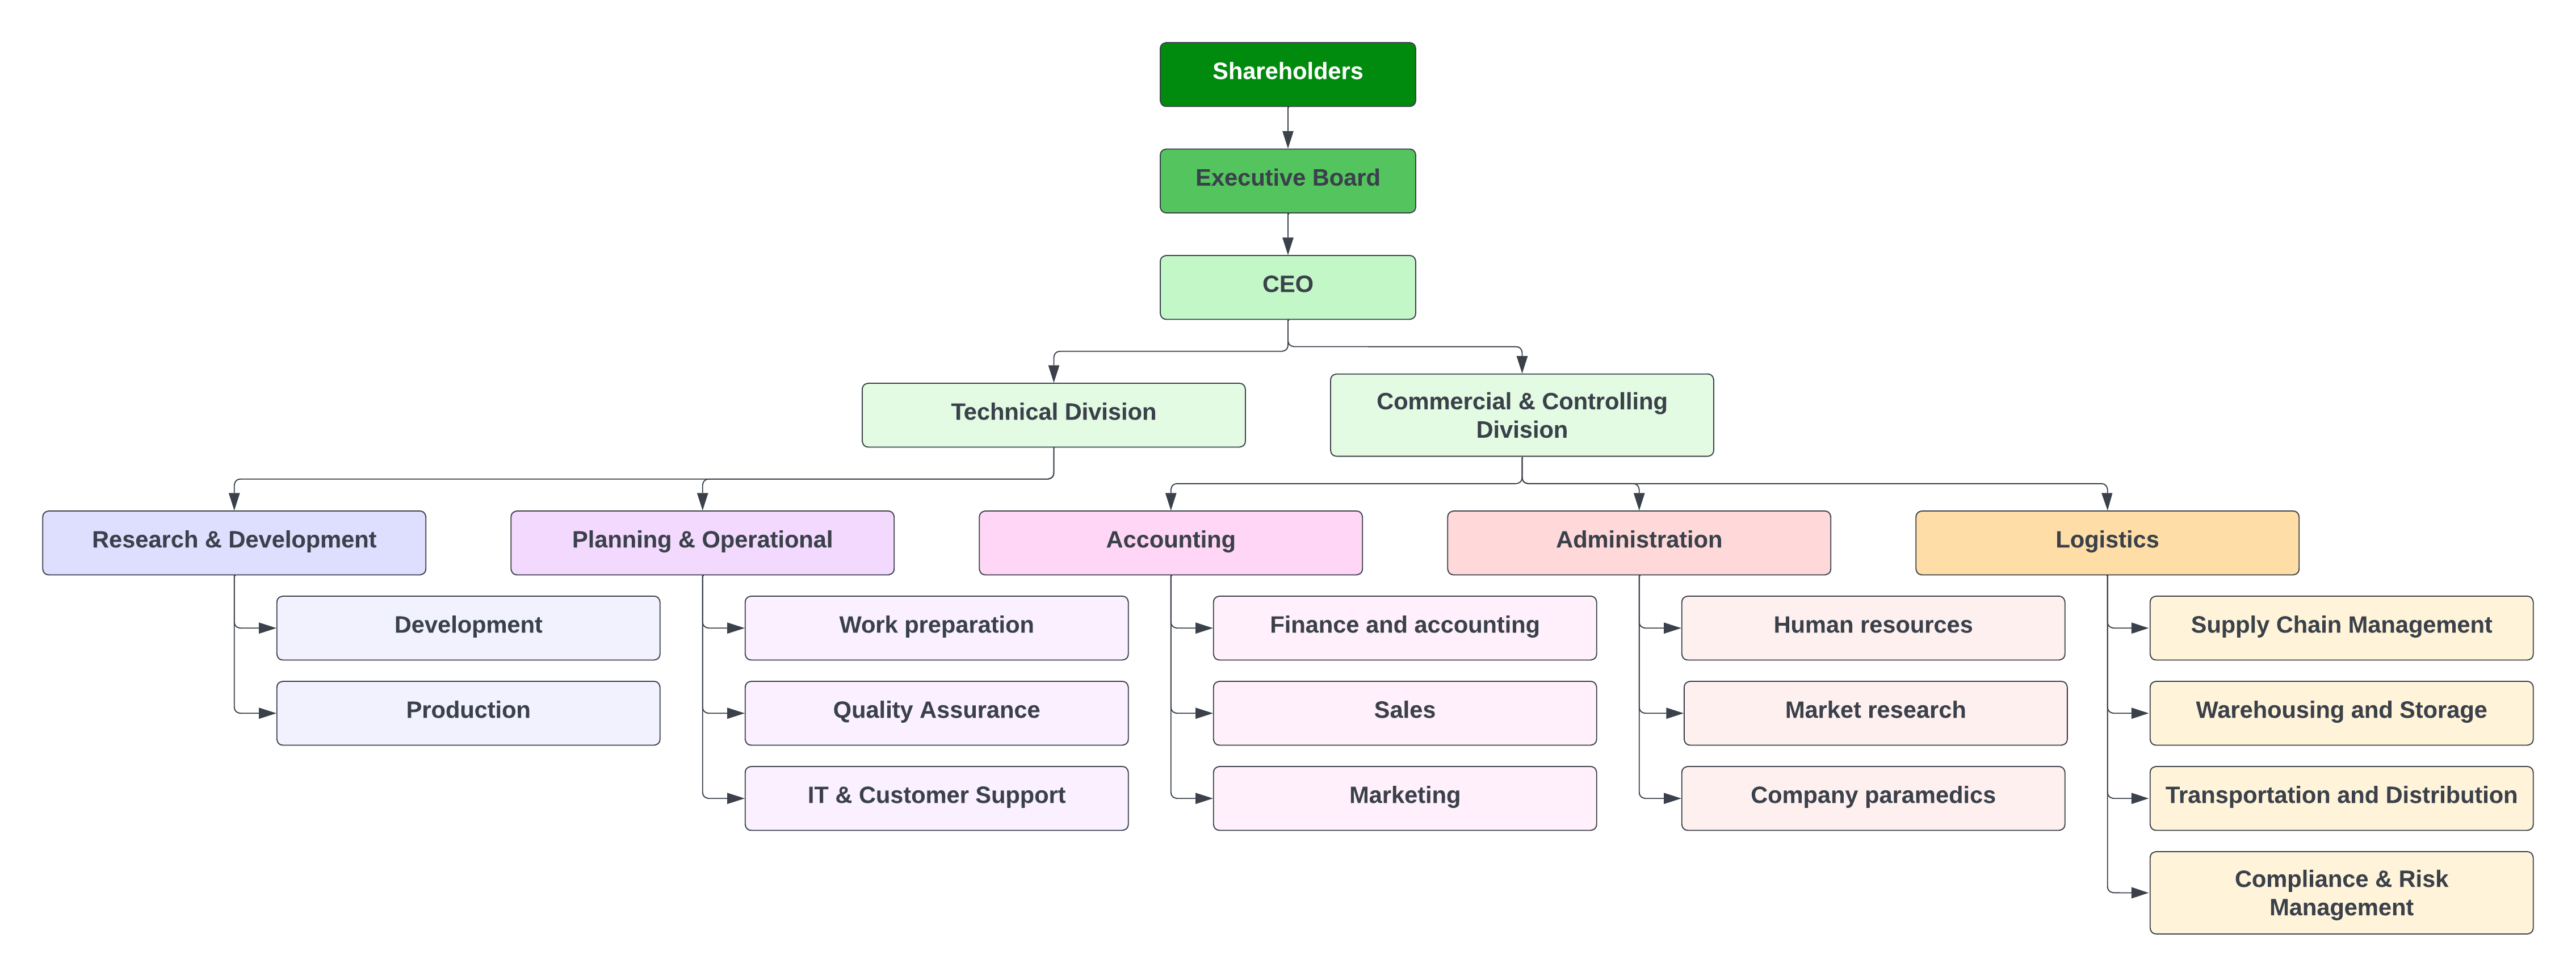 Shareholders
Executive Board
CEO
Technical Division
Commercial & Controlling
Division
Research & Development
Planning & Operational
Accounting
Administration
Logistics
Development
Production
Work preparation
Quality Assurance
IT & Customer Support
Finance and accounting
Sales
Marketing
Human resources
Market research
Company paramedics
Supply Chain Management
Warehousing and Storage
Transportation and Distribution
Compliance & Risk
Management